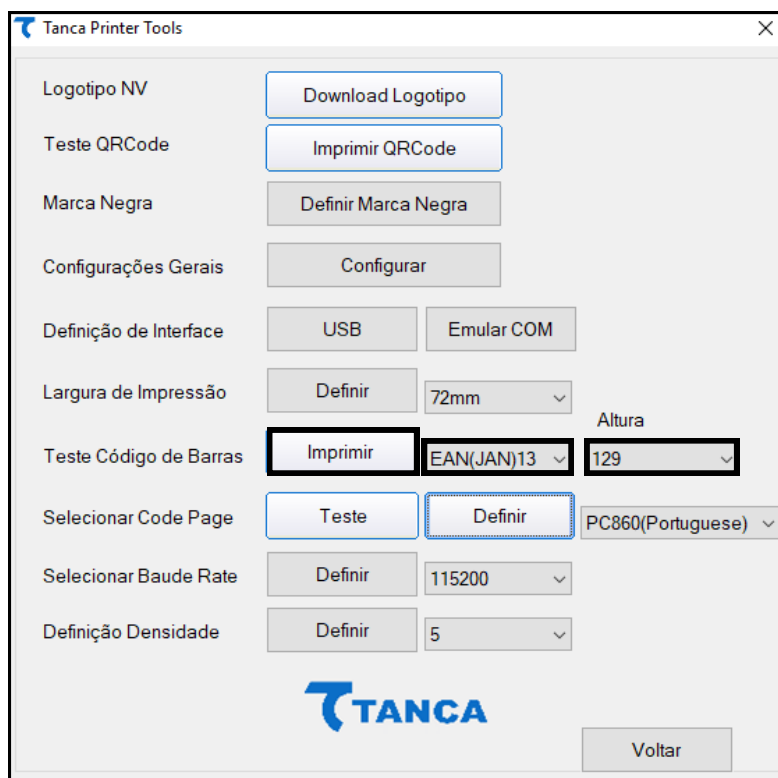 Tanca Printer Tools
Logotipo NV Download Logotipo
Teste QRCode Imprimir QRCode
Marca Negra Definir Marca Negra
Configurações Gerais Configurar
Definição de Interface USB Emular COM
Largura de Impressão Definir 72mm
Altura
Teste Código de Barras Imprimir EAN(JAN)13 129
Selecionar Code Page Teste Definir PC860(Portuguese)
Selecionar Baude Rate Definir 115200
Definição Densidade Definir 5
TANCA
Voltar